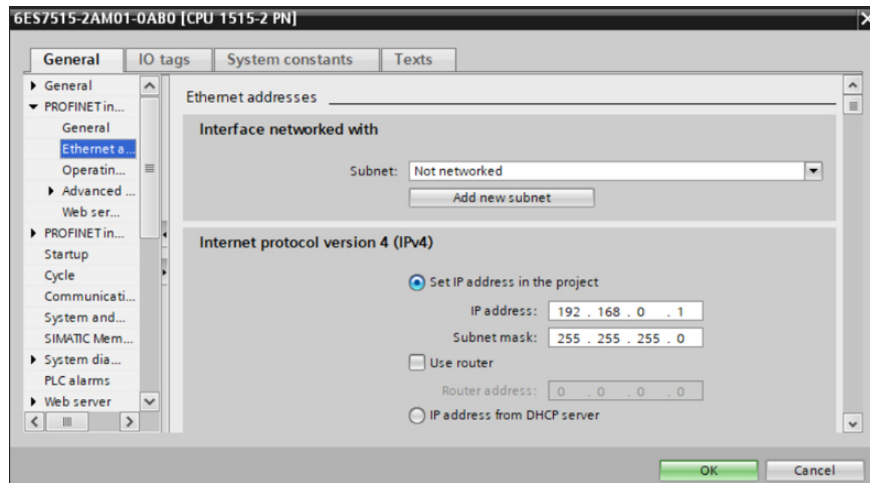 6ES7515-2AM01-0AB0 [CPU 1515-2 PN]
General IO tags System constants Texts
General
PROFINET in...
General
Ethernet a...
Operatin...
Advanced ...
Web ser...
PROFINET in...
Startup
Cycle
Communicati...
System and...
SIMATIC Mem...
System dia...
PLC alarms
Web server
Ethernet addresses
Interface networked with
Subnet: Not networked
Add new subnet
Internet protocol version 4 (IPv4)
Set IP address in the project
IP address: 192 . 168 . 0 . 1
Subnet mask: 255 . 255 . 255 . 0
Use router
Router address: 0 . 0 . 0 . 0
IP address from DHCP server
OK Cancel